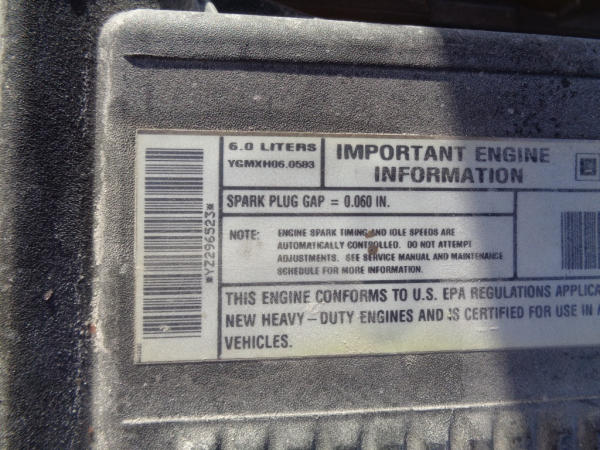 6.0 LITERS
YGMXH06.0583
IMPORTANT ENGINE
INFORMATION
SPARK PLUG GAP = 0.060 IN.
NOTE: ENGINE SPARK TIMING AND IDLE SPEEDS ARE
AUTOMATICALLY CONTROLLED. DO NOT ATTEMPT
ADJUSTMENTS. SEE SERVICE MANUAL AND MAINTENANCE
SCHEDULE FOR MORE INFORMATION.
THIS ENGINE CONFORMS TO U.S. EPA REGULATIONS APPLICA
NEW HEAVY-DUTY ENGINES AND IS CERTIFIED FOR USE IN
VEHICLES.
*YZ296523*